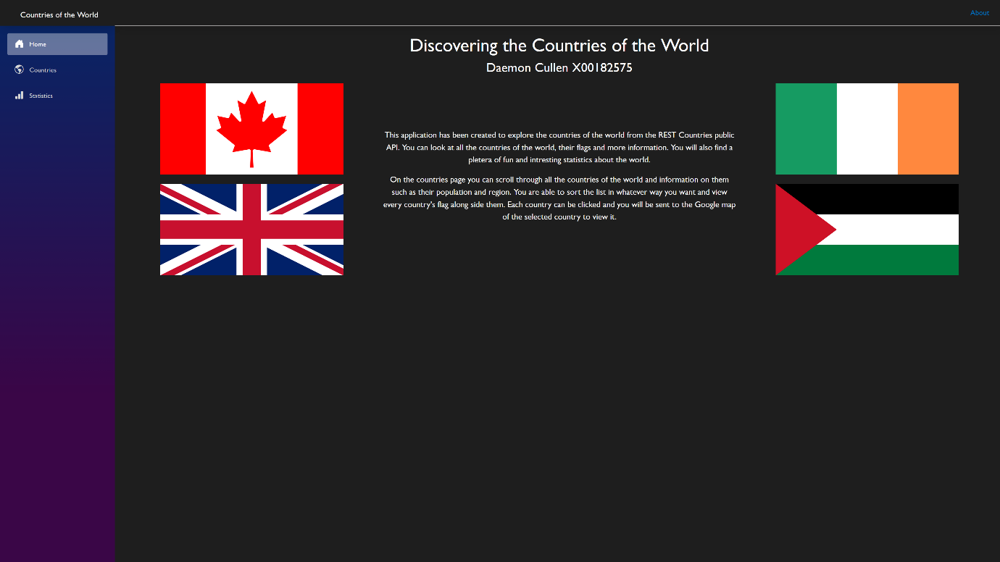 Countries of the World
About
Home
Countries
Statistics
Discovering the Countries of the World
Daemon Cullen X00182575
This application has been created to explore the countries of the world from the REST Countries public
API. You can look at all the countries of the world, their flags and more information. You will also find a
pletera of fun and intresting statistics about the world.
On the countries page you can scroll through all the countries of the world and information on them
such as their population and region. You are able to sort the list in whatever way you want and view
every country's flag along side them. Each country can be clicked and you will be sent to the Google map
of the selected country to view it.